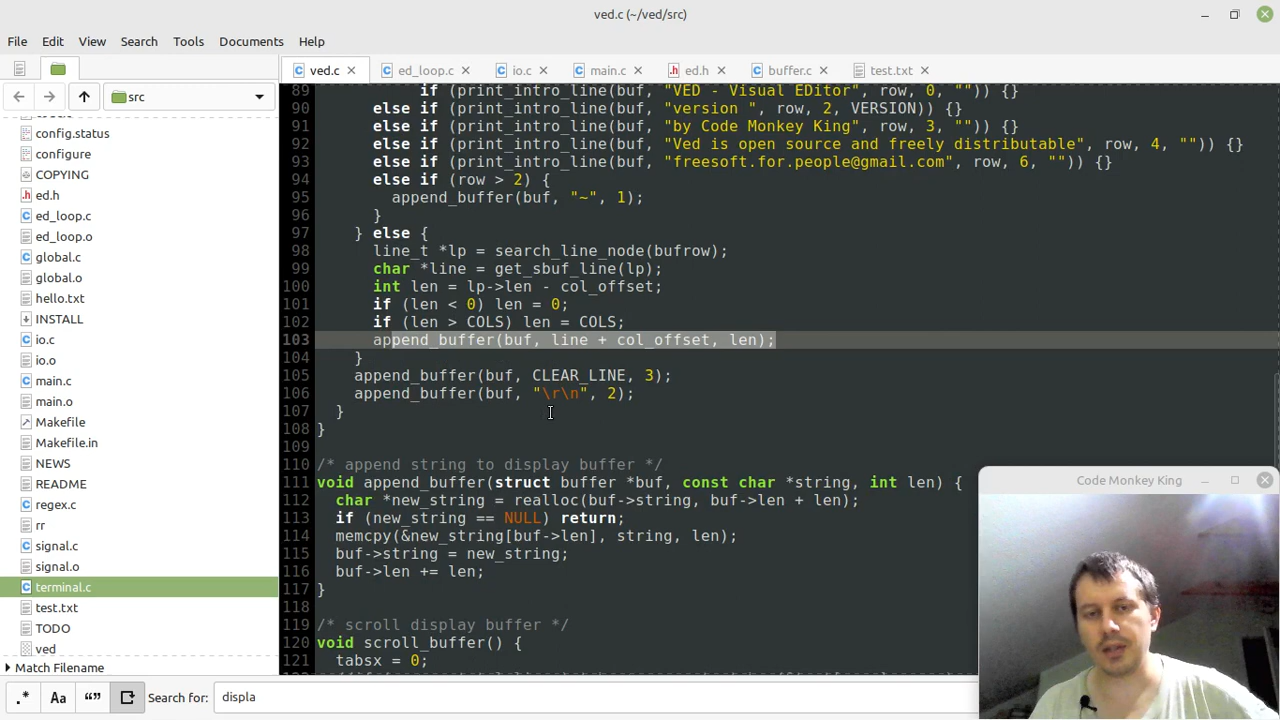 ved.c (~/ved/src)
File Edit View Search Tools Documents Help
ved.c ed_loop.c io.c main.c ed.h buffer.c test.txt
src
config.status
configure
COPYING
ed.h
ed_loop.c
ed_loop.o
global.c
global.o
hello.txt
INSTALL
io.c
io.o
main.c
main.o
Makefile
Makefile.in
NEWS
README
regex.c
rr
signal.c
signal.o
terminal.c
test.txt
TODO
ved
Match Filename
89 if (print_intro_line(buf, "VED - Visual EDitor", row, 0, "")) {}
90 else if (print_intro_line(buf, "version ", row, 2, VERSION)) {}
91 else if (print_intro_line(buf, "by Code Monkey King", row, 3, "")) {}
92 else if (print_intro_line(buf, "Ved is open source and freely distributable", row, 4, "")) {}
93 else if (print_intro_line(buf, "freesoft.for.people@gmail.com", row, 6, "")) {}
94 else if (row > 2) {
95 append_buffer(buf, "~", 1);
96 }
97 } else {
98 line_t *lp = search_line_node(bufrow);
99 char *line = get_sbuf_line(lp);
100 int len = lp->len - col_offset;
101 if (len < 0) len = 0;
102 if (len > COLS) len = COLS;
103 append_buffer(buf, line + col_offset, len);
104 }
105 append_buffer(buf, CLEAR_LINE, 3);
106 append_buffer(buf, "\r\n", 2);
107 }
108 }
109
110 /* append string to display buffer */
111 void append_buffer(struct buffer *buf, const char *string, int len) {
112 char *new_string = realloc(buf->string, buf->len + len);
113 if (new_string == NULL) return;
114 memcpy(&new_string[buf->len], string, len);
115 buf->string = new_string;
116 buf->len += len;
117 }
118
119 /* scroll display buffer */
120 void scroll_buffer() {
121 tabsx = 0;
Code Monkey King
.* Aa “” Search for: displa